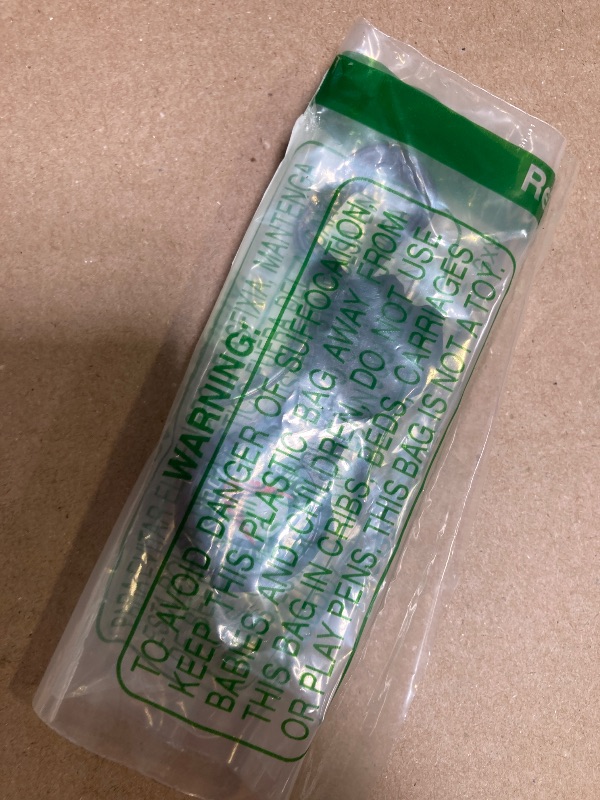 WARNING:
TO AVOID DANGER OF SUFFOCATION,
KEEP THIS PLASTIC BAG AWAY FROM
BABIES AND CHILDREN. DO NOT USE
THIS BAG IN CRIBS, BEDS, CARRIAGES
OR PLAY PENS. THIS BAG IS NOT A TOY.
MANTENGA